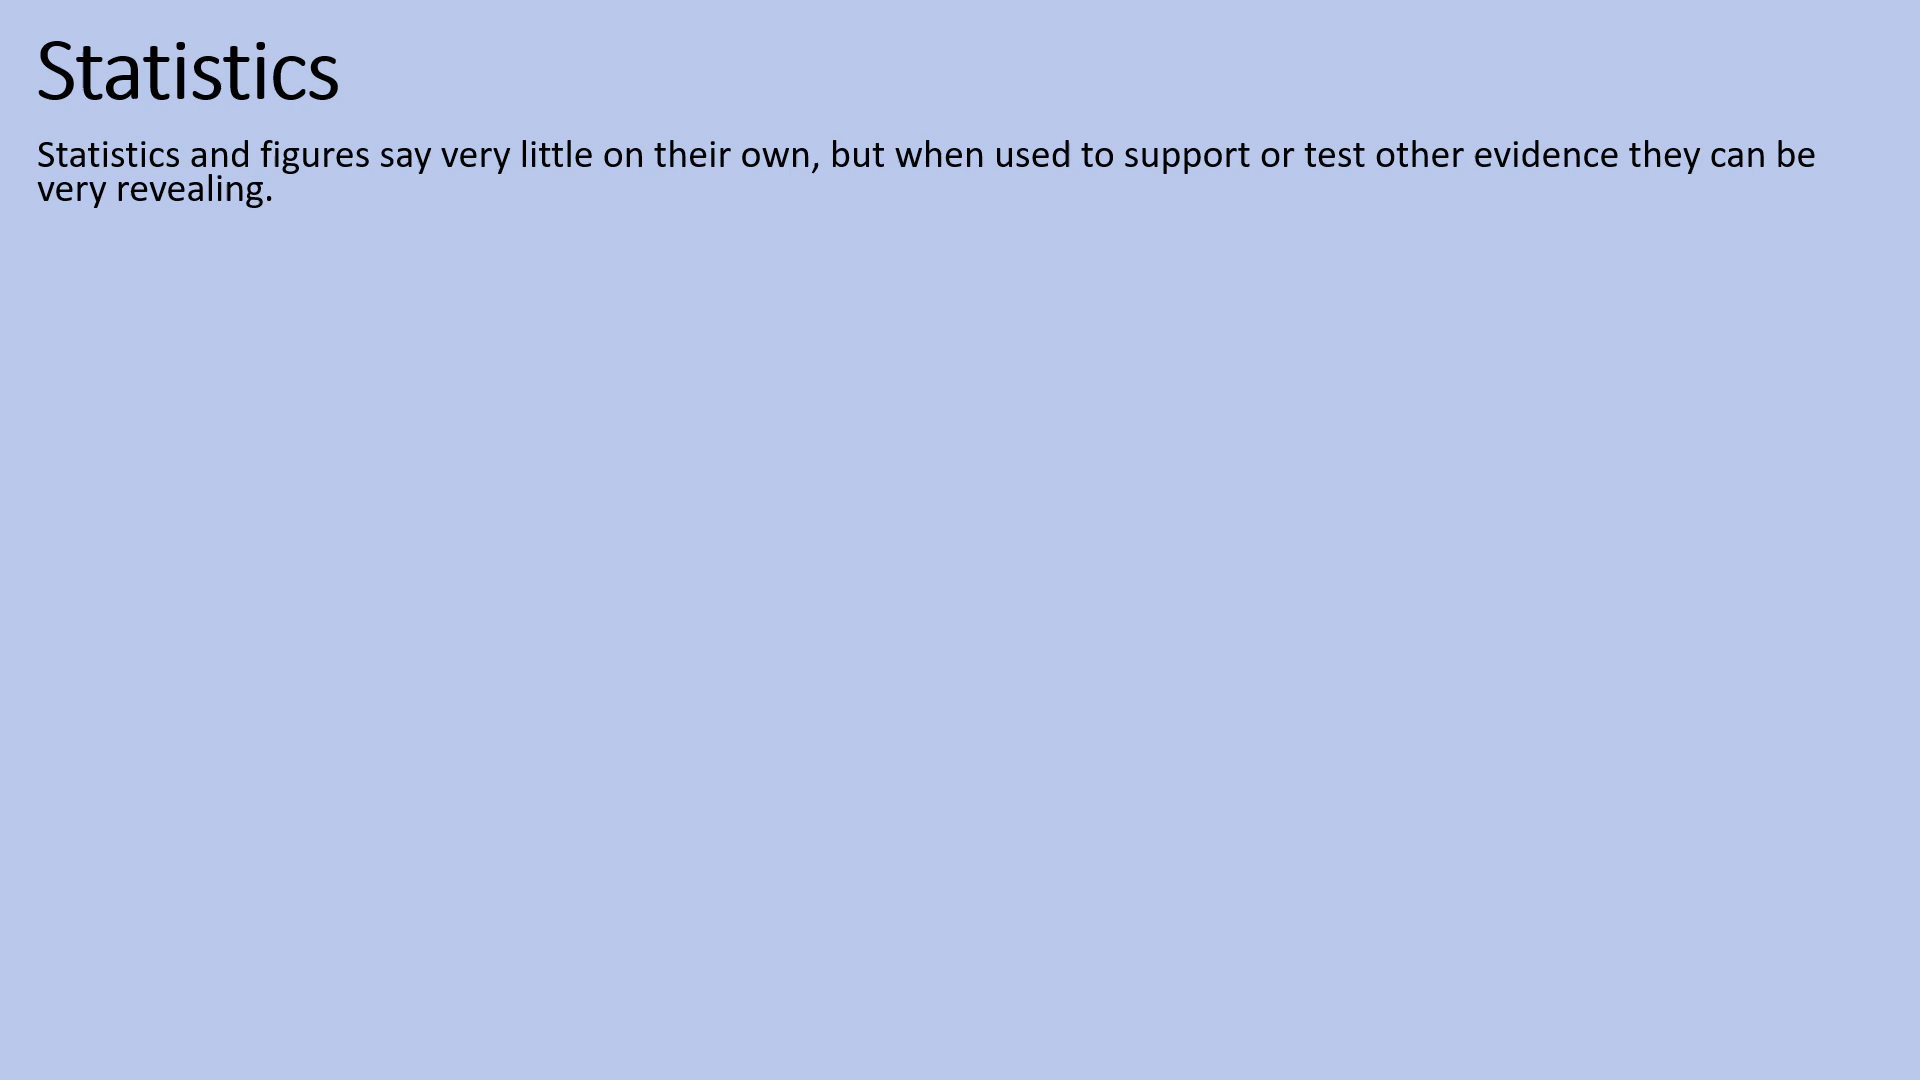 Statistics
Statistics and figures say very little on their own, but when used to support or test other evidence they can be
very revealing.